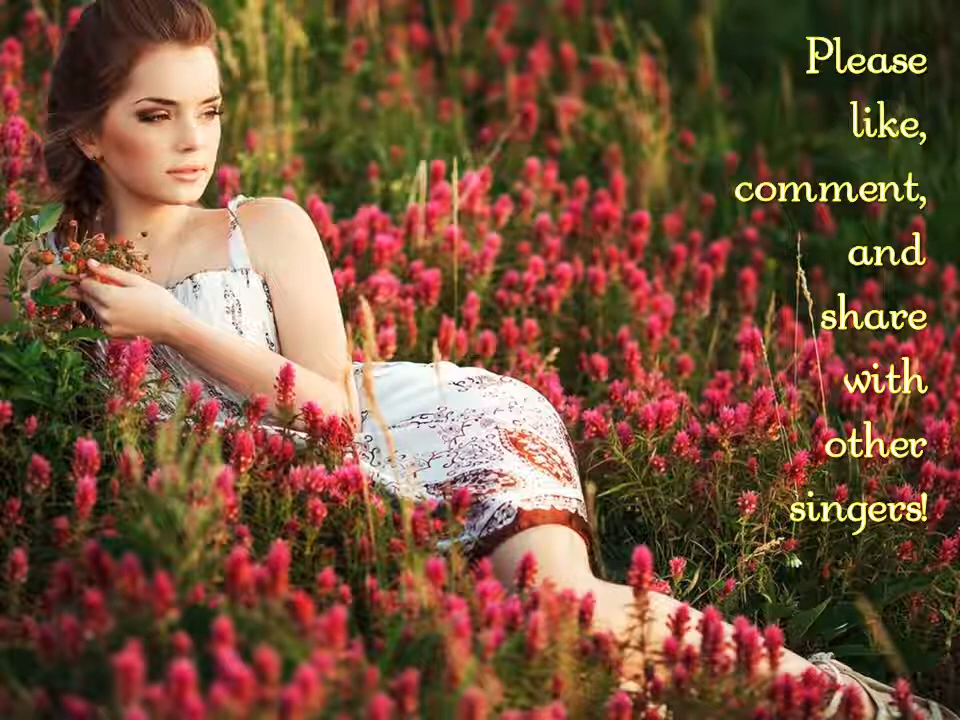 Please
like,
comment,
and
share
with
other
singers!